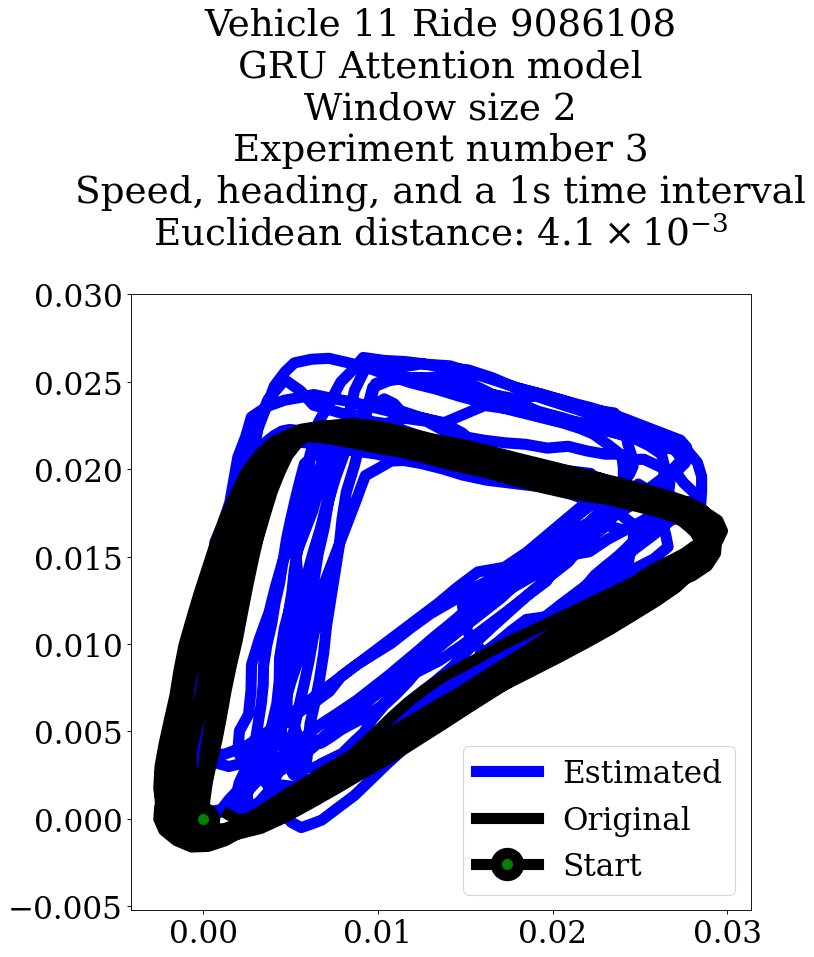 Vehicle 11 Ride 9086108
GRU Attention model
Window size 2
Experiment number 3
Speed, heading, and a 1s time interval
Euclidean distance: 4.1 × 10⁻³
0.030
0.025
0.020
0.015
0.010
0.005
0.000
−0.005
0.00 0.01 0.02 0.03
Estimated
Original
Start